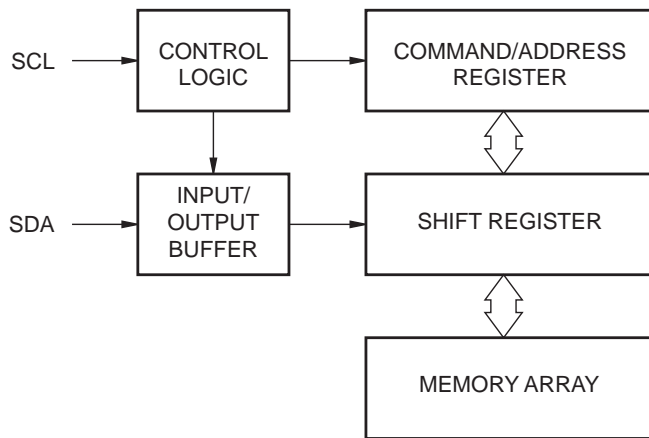 SCL
CONTROL
LOGIC
COMMAND/ADDRESS
REGISTER
SDA
INPUT/
OUTPUT
BUFFER
SHIFT REGISTER
MEMORY ARRAY